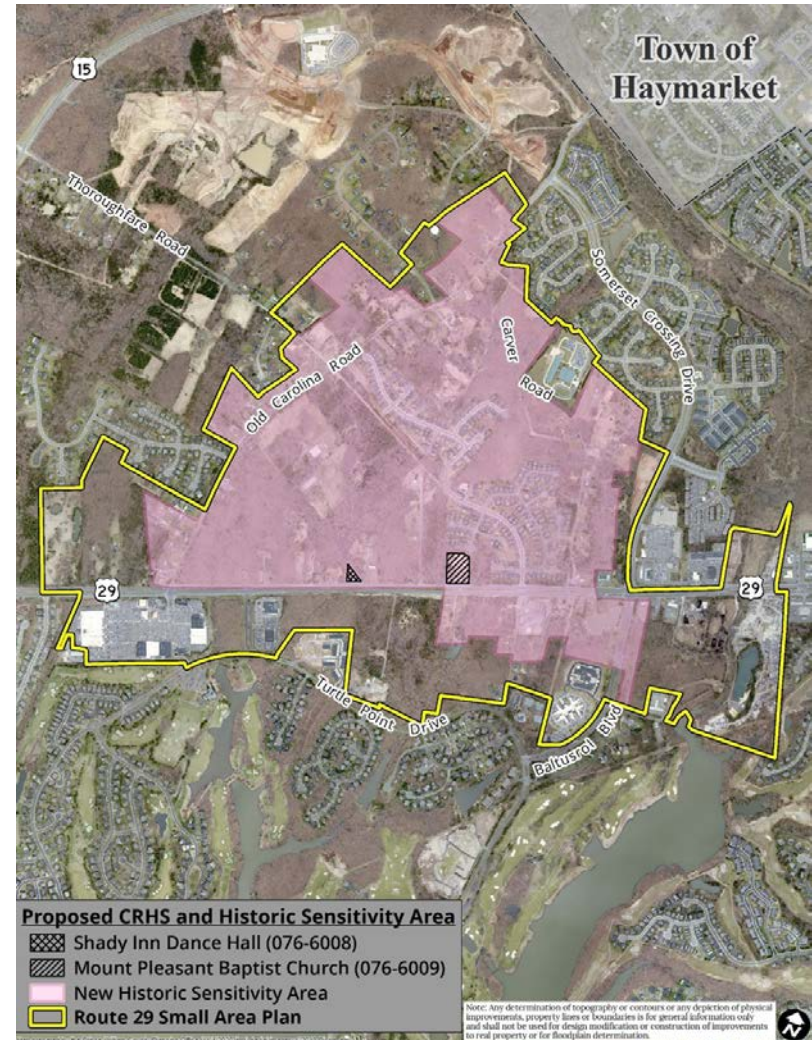 Town of
Haymarket
15
Thoroughfare Road
Somerset Crossing Drive
Carver Road
Old Carolina Road
29
29
Turtle Point Drive
Baltusrol Blvd
Proposed CRHS and Historic Sensitivity Area
Shady Inn Dance Hall (076-6008)
Mount Pleasant Baptist Church (076-6009)
New Historic Sensitivity Area
Route 29 Small Area Plan
Note: Any determination of topography or contours or any depiction of physical
improvements, property lines or boundaries is for general information only
and shall not be used for design modification or construction of improvements
to real property or for floodplain determination.
N